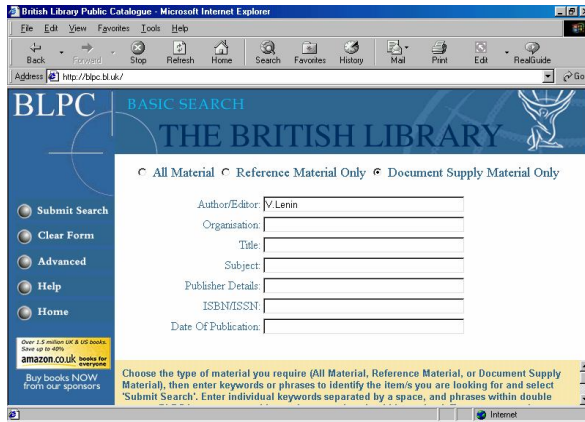 British Library Public Catalogue - Microsoft Internet Explorer
File Edit View Favorites Tools Help
Back Forward Stop Refresh Home Search Favorites History Mail Print Edit RealGuide
Address http://blpc.bl.uk/ Go
BLPC
BASIC SEARCH
THE BRITISH LIBRARY
All Material Reference Material Only Document Supply Material Only
Author/Editor: V.Lenin
Organisation:
Title:
Subject:
Publisher Details:
ISBN/ISSN:
Date Of Publication:
Submit Search
Clear Form
Advanced
Help
Home
Over 1.5 million UK & US books.
Save up to 40%
amazon.co.uk books for everyone
Buy books NOW
from our sponsors
Choose the type of material you require (All Material, Reference Material, or Document Supply
Material), then enter keywords or phrases to identify the item/s you are looking for and select
'Submit Search'. Enter individual keywords separated by a space, and phrases within double
Internet